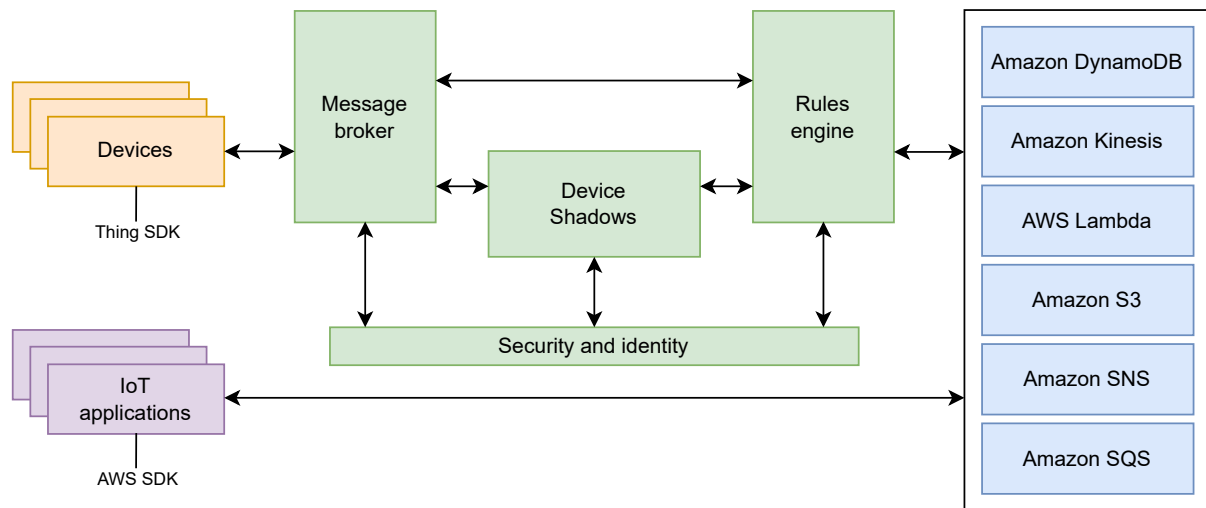 Devices
Thing SDK
IoT
applications
AWS SDK
Message
broker
Device
Shadows
Rules
engine
Security and identity
Amazon DynamoDB
Amazon Kinesis
AWS Lambda
Amazon S3
Amazon SNS
Amazon SQS